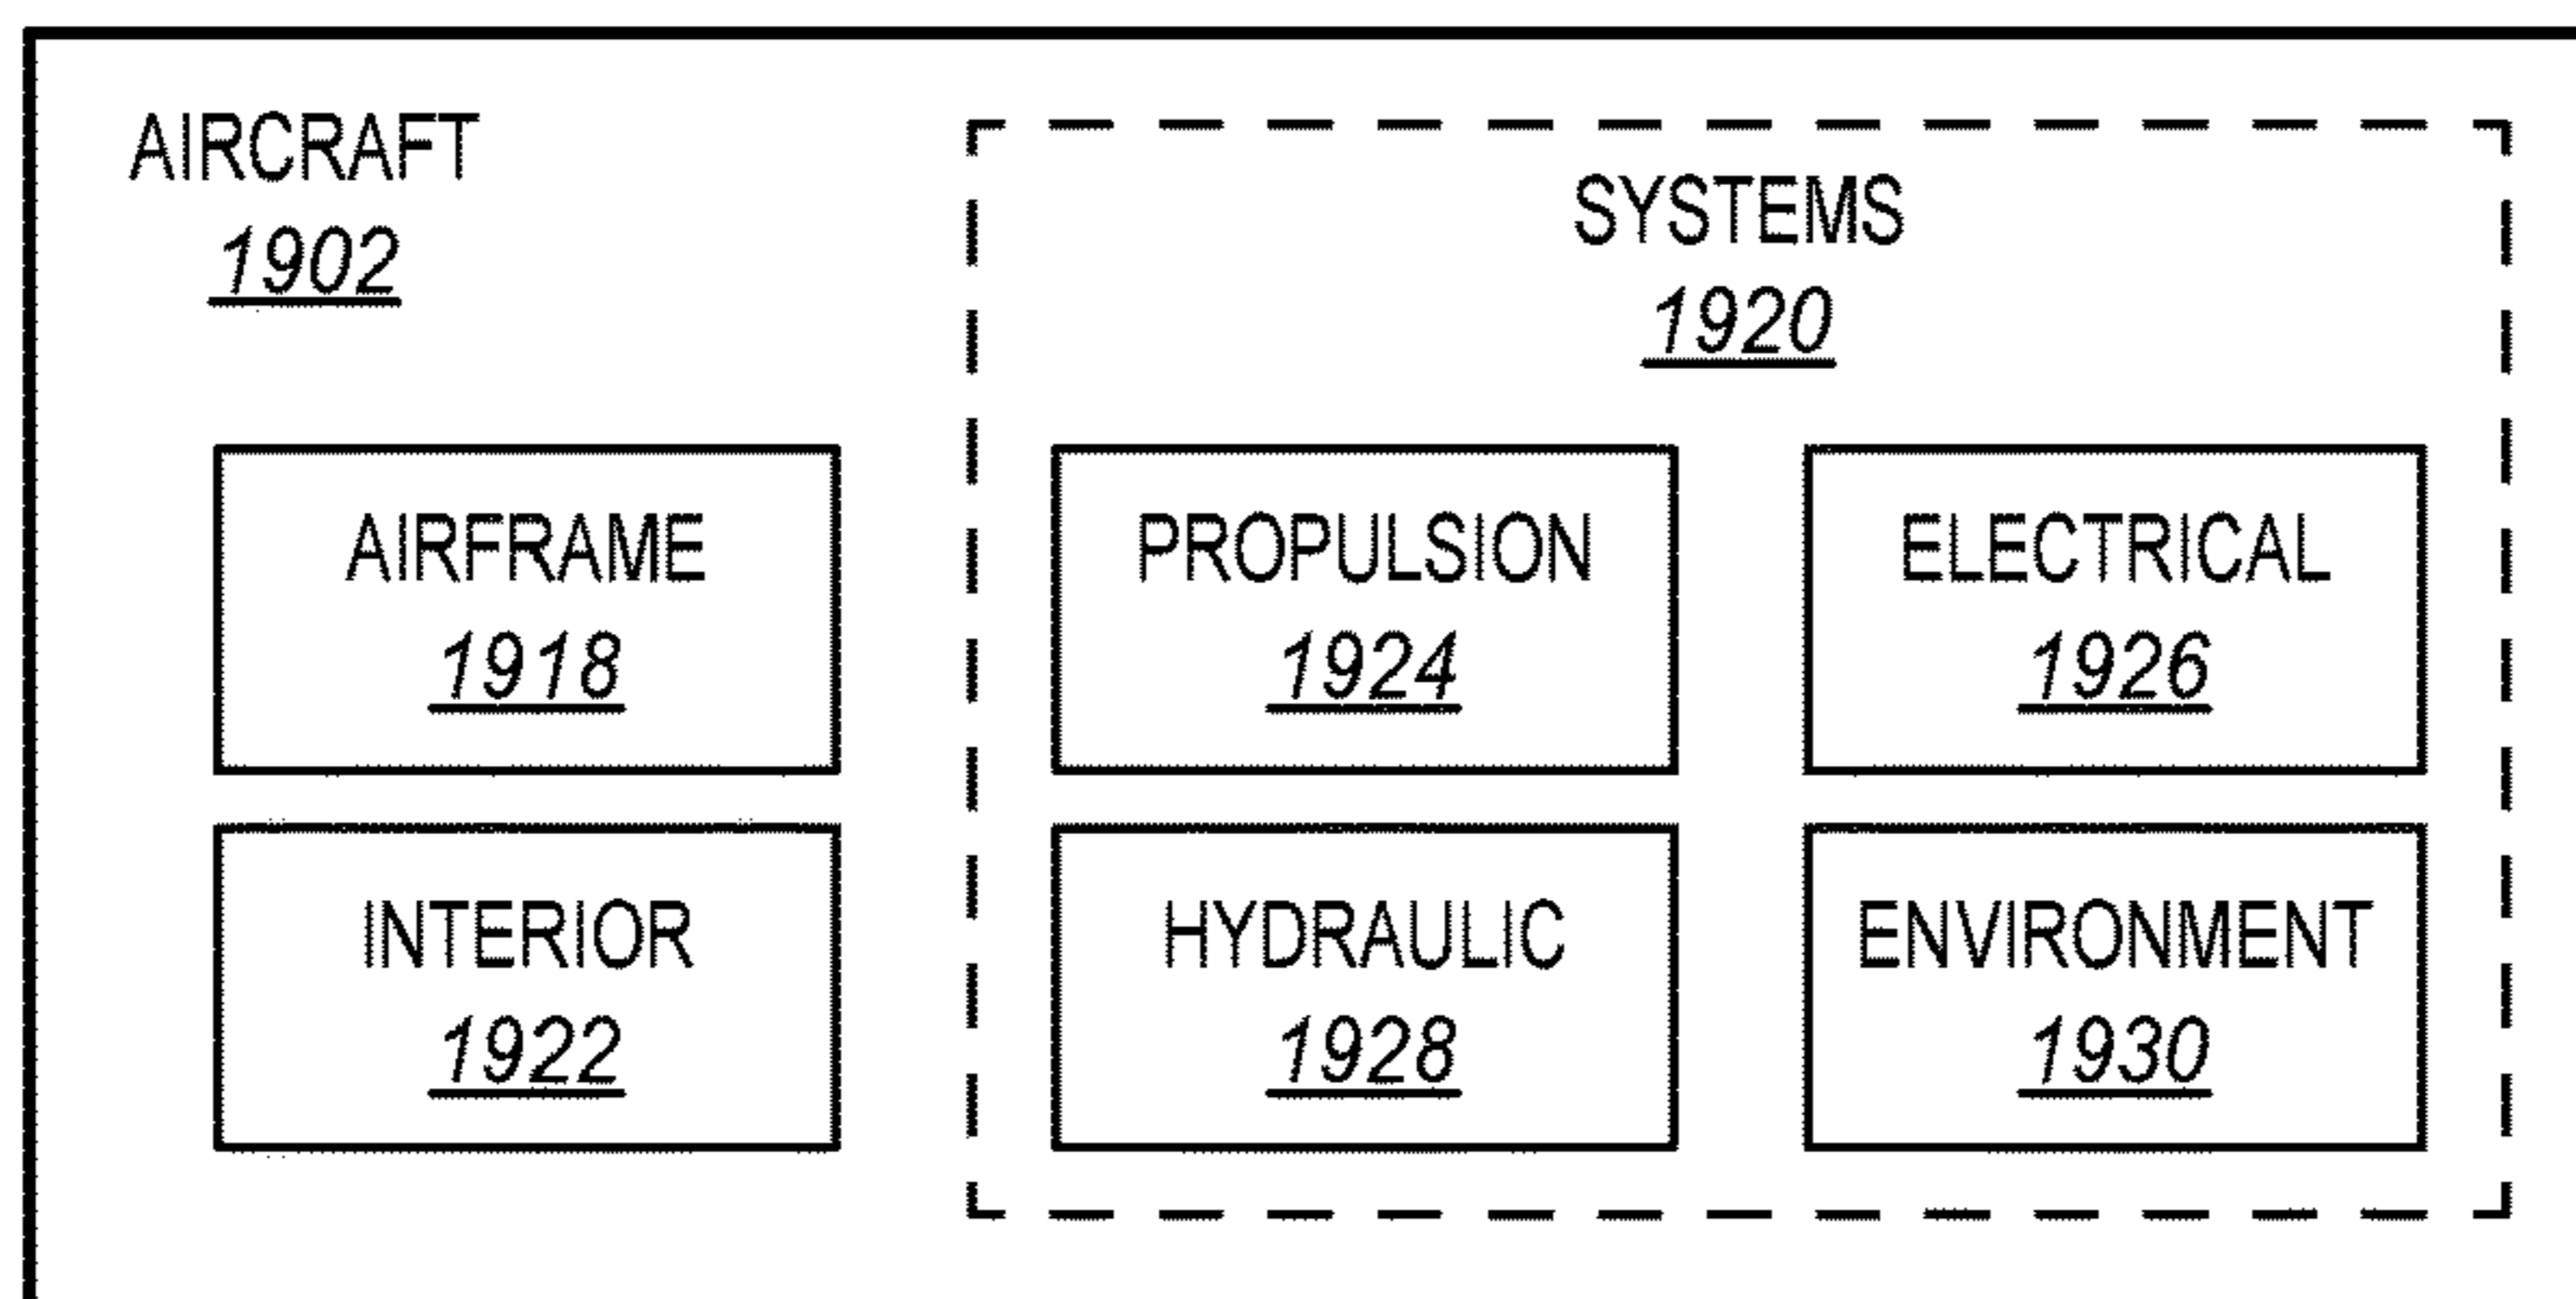 AIRCRAFT
1902
SYSTEMS
1920
AIRFRAME
1918
PROPULSION
1924
ELECTRICAL
1926
INTERIOR
1922
HYDRAULIC
1928
ENVIRONMENT
1930